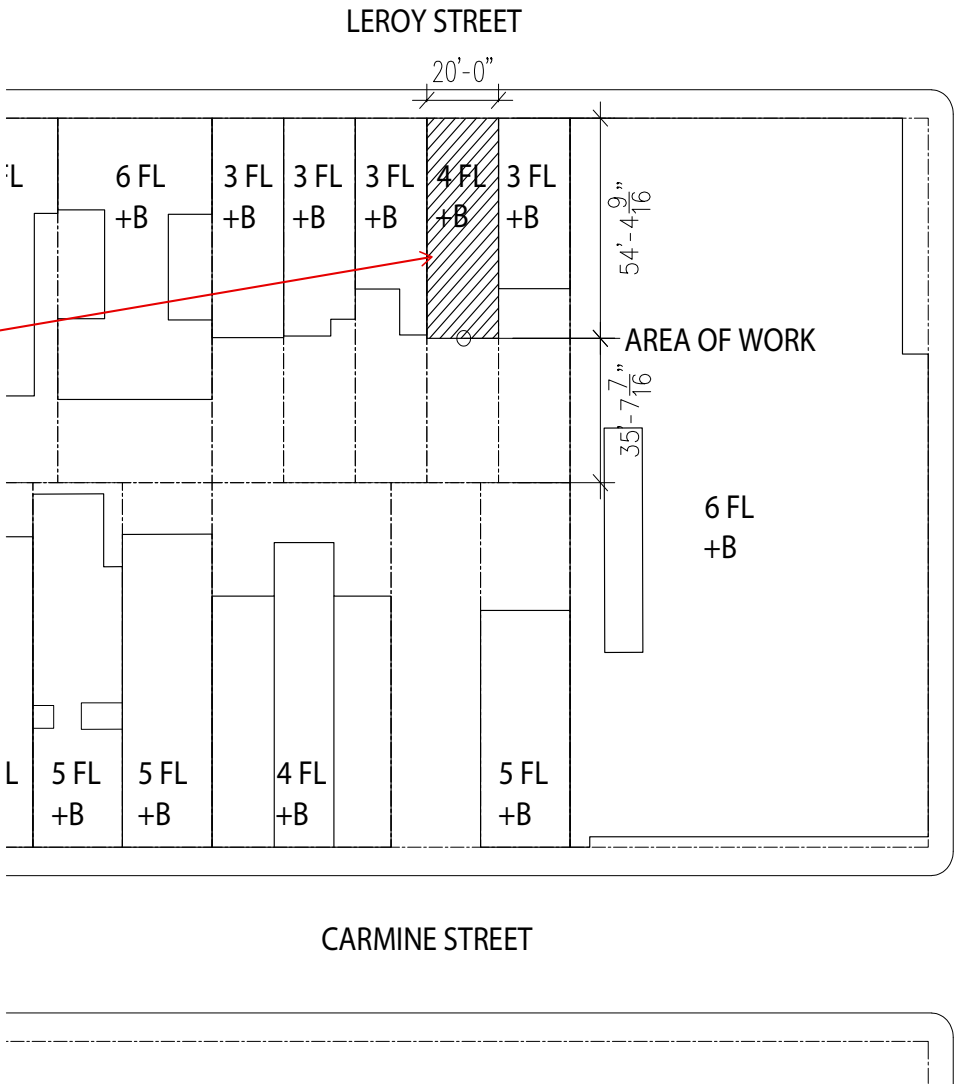 LEROY STREET
20'-0"
FL
6 FL
+B
3 FL
+B
3 FL
+B
3 FL
+B
4 FL
+B
3 FL
+B
54'-4 9/16"
AREA OF WORK
35'-7 7/16"
6 FL
+B
L
5 FL
+B
5 FL
+B
4 FL
+B
5 FL
+B
CARMINE STREET